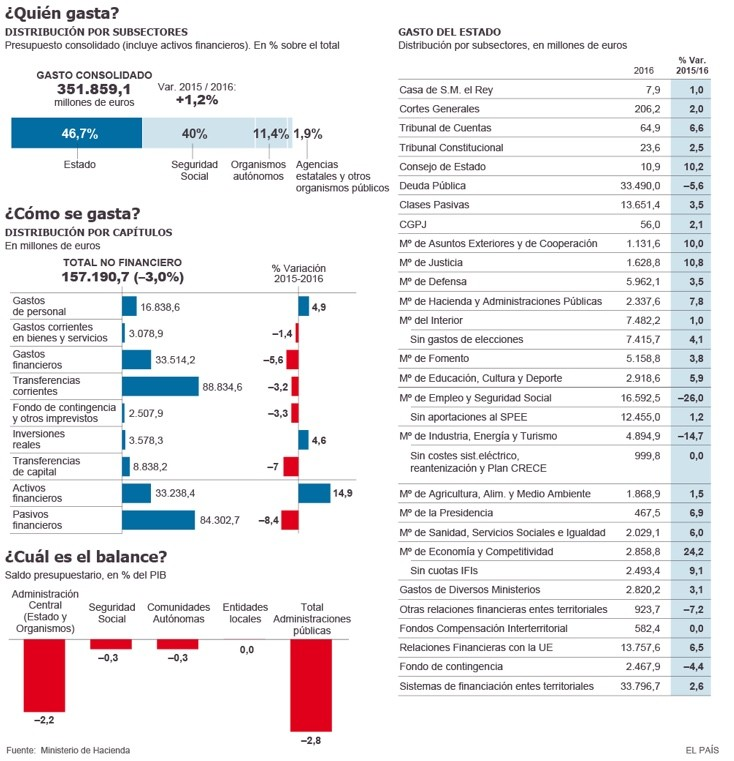 ¿Quién gasta?
DISTRIBUCIÓN POR SUBSECTORES
Presupuesto consolidado (incluye activos financieros). En % sobre el total
GASTO CONSOLIDADO
351.859,1
millones de euros
Var. 2015 / 2016:
+1,2%
46,7% 40% 11,4% 1,9%
Estado
Seguridad
Social
Organismos
autónomos
Agencias
estatales y otros
organismos públicos
¿Cómo se gasta?
DISTRIBUCIÓN POR CAPÍTULOS
En millones de euros
TOTAL NO FINANCIERO
157.190,7 (–3,0%)
% Variación
2015-2016
Gastos
de personal 16.838,6 4,9
Gastos corrientes
en bienes y servicios 3.078,9 –1,4
Gastos
financieros 33.514,2 –5,6
Transferencias
corrientes 88.834,6 –3,2
Fondo de contingencia
y otros imprevistos 2.507,9 –3,3
Inversiones
reales 3.578,3 4,6
Transferencias
de capital 8.838,2 –7
Activos
financieros 33.238,4 14,9
Pasivos
financieros 84.302,7 –8,4
¿Cuál es el balance?
Saldo presupuestario, en % del PIB
Administración
Central
(Estado y
Organismos)
Seguridad
Social
Comunidades
Autónomas
Entidades
locales
Total
Administraciones
públicas
–2,2 –0,3 –0,3 0,0 –2,8
GASTO DEL ESTADO
Distribución por subsectores, en millones de euros
2016 % Var.
2015/16
Casa de S.M. el Rey 7,9 1,0
Cortes Generales 206,2 2,0
Tribunal de Cuentas 64,9 6,6
Tribunal Constitucional 23,6 2,5
Consejo de Estado 10,9 10,2
Deuda Pública 33.490,0 –5,6
Clases Pasivas 13.651,4 3,5
CGPJ 56,0 2,1
Mº de Asuntos Exteriores y de Cooperación 1.131,6 10,0
Mº de Justicia 1.628,8 10,8
Mº de Defensa 5.962,1 3,5
Mº de Hacienda y Administraciones Públicas 2.337,6 7,8
Mº del Interior 7.482,2 1,0
Sin gastos de elecciones 7.415,7 4,1
Mº de Fomento 5.158,8 3,8
Mº de Educación, Cultura y Deporte 2.918,6 5,9
Mº de Empleo y Seguridad Social 16.592,5 –26,0
Sin aportaciones al SPEE 12.455,0 1,2
Mº de Industria, Energía y Turismo 4.894,9 –14,7
Sin costes sist.eléctrico,
reantenización y Plan CRECE 999,8 0,0
Mº de Agricultura, Alim. y Medio Ambiente 1.868,9 1,5
Mº de la Presidencia 467,5 6,9
Mº de Sanidad, Servicios Sociales e Igualdad 2.029,1 6,0
Mº de Economía y Competitividad 2.858,8 24,2
Sin cuotas IFIs 2.493,4 9,1
Gastos de Diversos Ministerios 2.820,2 3,1
Otras relaciones financieras entes territoriales 923,7 –7,2
Fondos Compensación Interterritorial 582,4 0,0
Relaciones Financieras con la UE 13.757,6 6,5
Fondo de contingencia 2.467,9 –4,4
Sistemas de financiación entes territoriales 33.796,7 2,6
Fuente: Ministerio de Hacienda
EL PAÍS